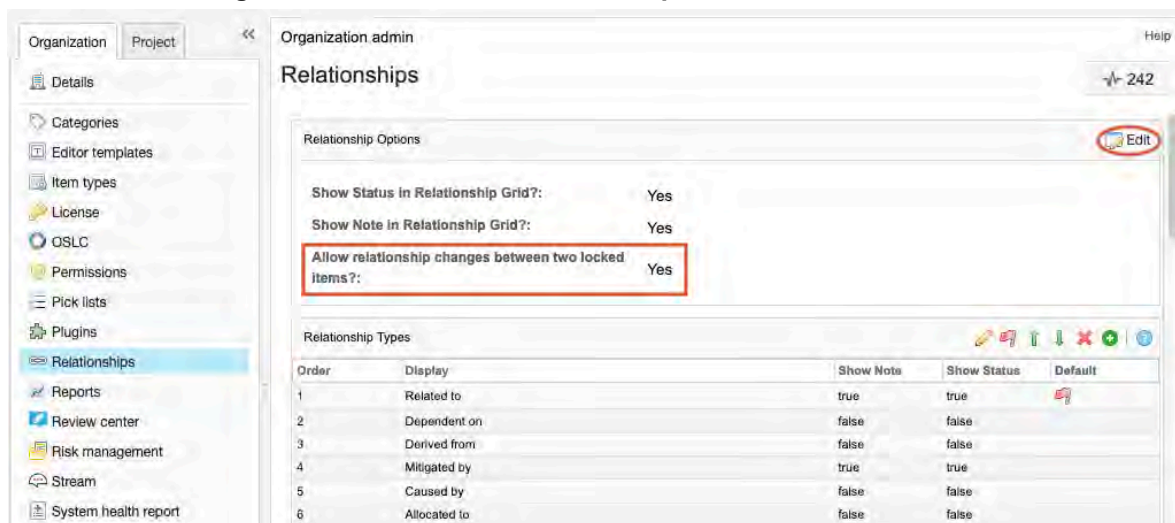 Organization
Project
«
Organization admin
Help
Details
Relationships
242
Categories
Editor templates
Item types
License
OSLC
Permissions
Pick lists
Plugins
Relationships
Reports
Review center
Risk management
Stream
System health report
Relationship Options
Edit
Show Status in Relationship Grid?: Yes
Show Note in Relationship Grid?: Yes
Allow relationship changes between two locked
items?: Yes
Relationship Types
Order Display Show Note Show Status Default
1 Related to true true
2 Dependent on false false
3 Derived from false false
4 Mitigated by true true
5 Caused by false false
6 Allocated to false false